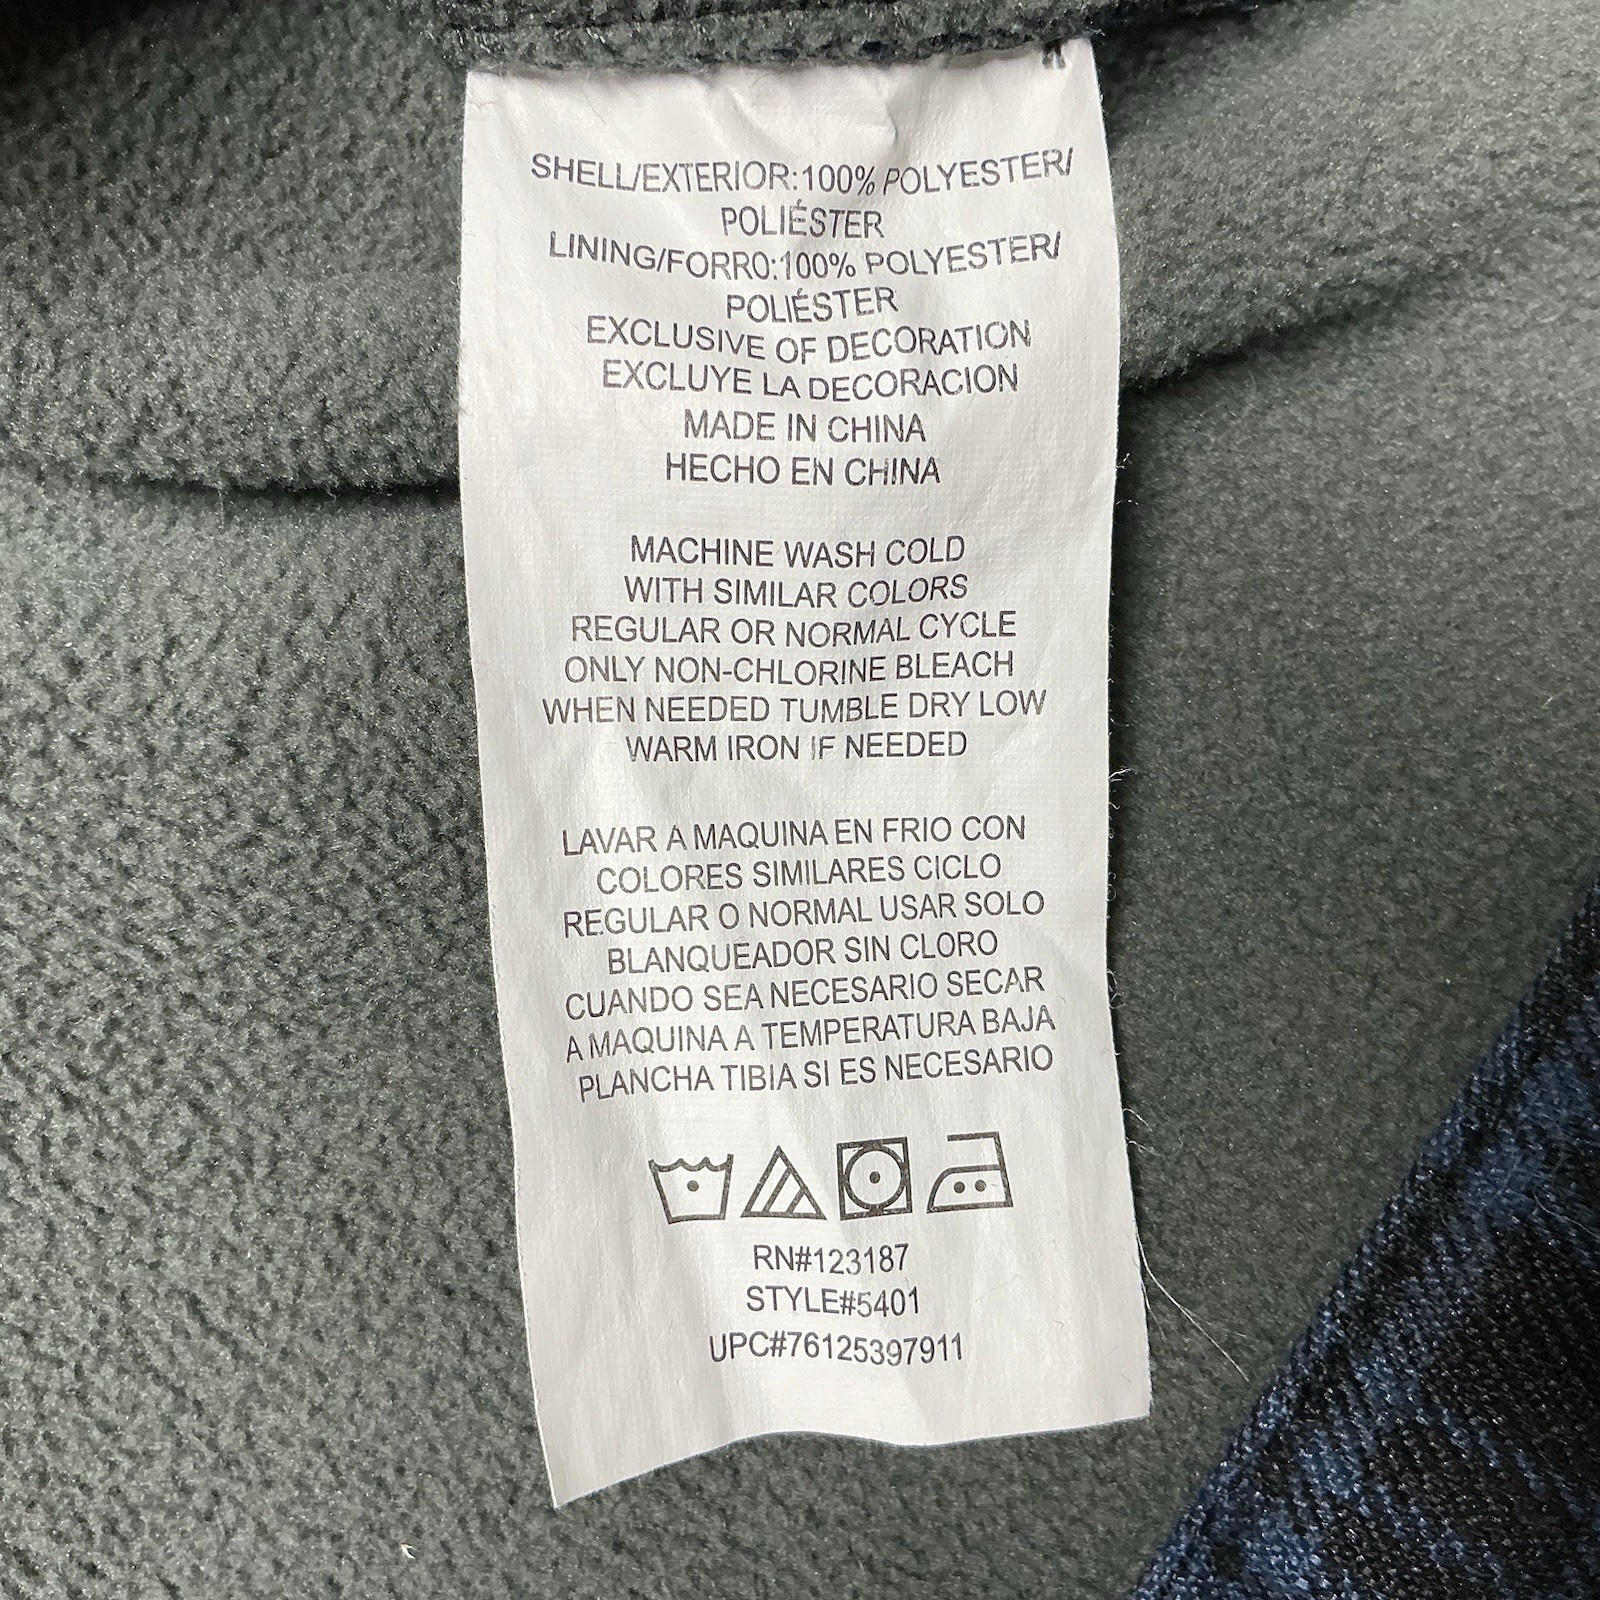 SHELL/EXTERIOR:100% POLYESTER/
POLIÉSTER
LINING/FORRO:100% POLYESTER/
POLIÉSTER
EXCLUSIVE OF DECORATION
EXCLUYE LA DECORACION
MADE IN CHINA
HECHO EN CHINA
MACHINE WASH COLD
WITH SIMILAR COLORS
REGULAR OR NORMAL CYCLE
ONLY NON-CHLORINE BLEACH
WHEN NEEDED TUMBLE DRY LOW
WARM IRON IF NEEDED
LAVAR A MAQUINA EN FRIO CON
COLORES SIMILARES CICLO
REGULAR O NORMAL USAR SOLO
BLANQUEADOR SIN CLORO
CUANDO SEA NECESARIO SECAR
A MAQUINA A TEMPERATURA BAJA
PLANCHA TIBIA SI ES NECESARIO
RN#123187
STYLE#5401
UPC#76125397911